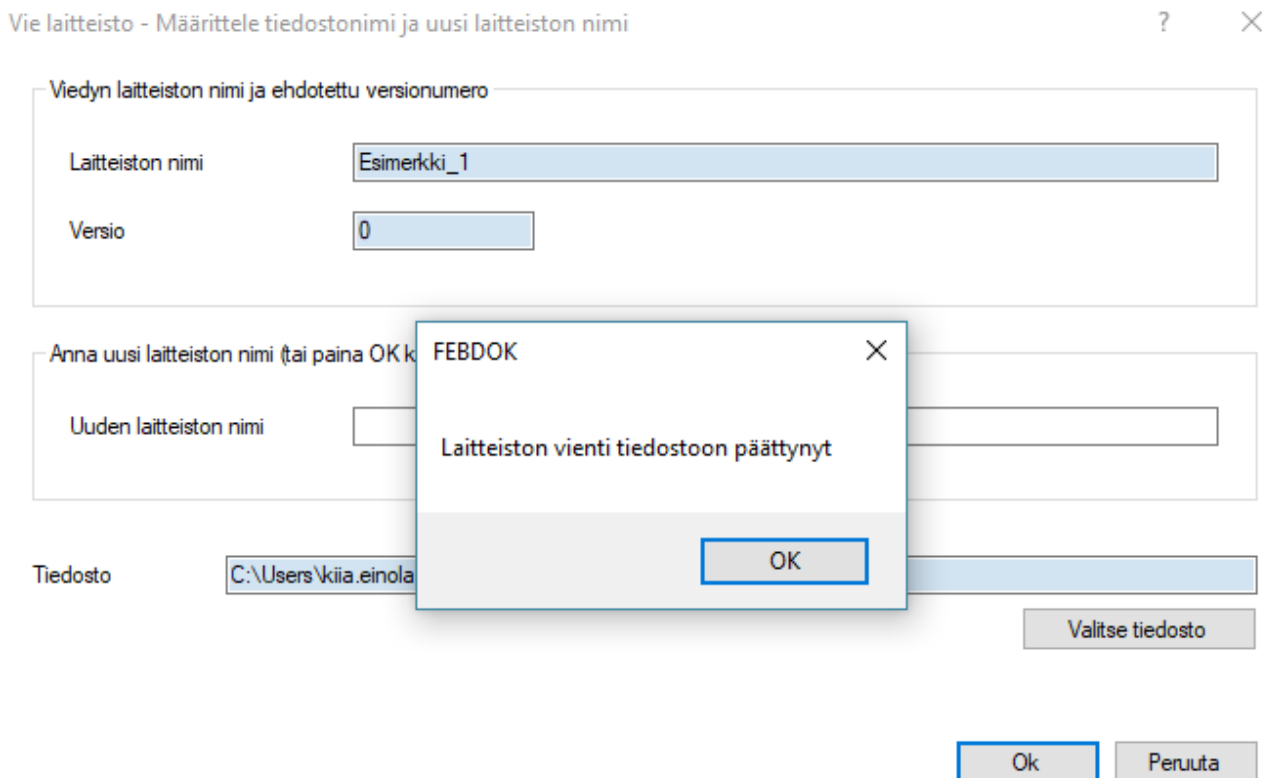 Vie laitteisto - Määrittele tiedostonimi ja uusi laitteiston nimi ?
Viedyn laitteiston nimi ja ehdotettu versionumero
Laitteiston nimi Esimerkki_1
Versio 0
Anna uusi laitteiston nimi (tai paina OK k
Uuden laitteiston nimi
FEBDOK
Laitteiston vienti tiedostoon päättynyt
OK
Tiedosto C:\Users\kiia.einola
Valitse tiedosto
Ok Peruuta